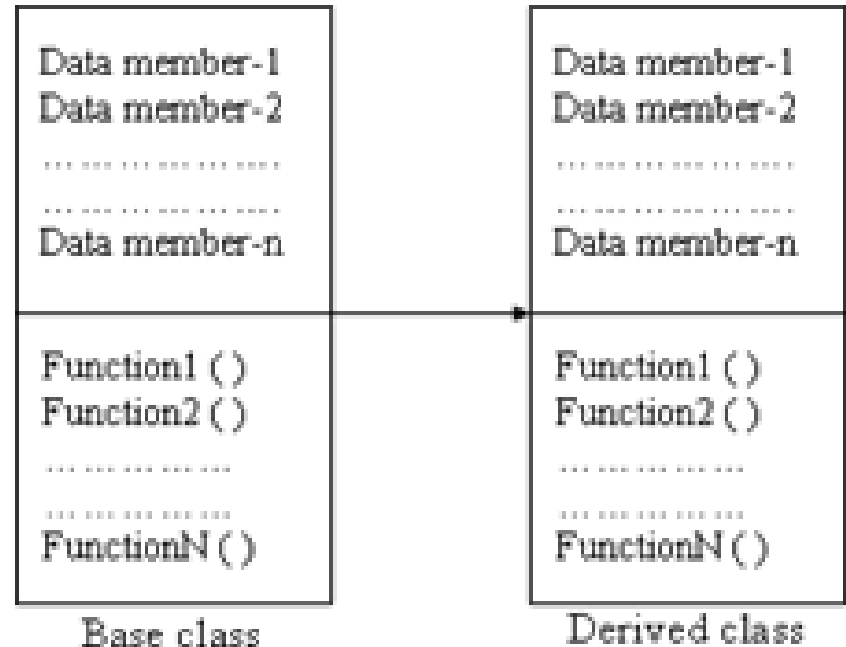 Data member-1
Data member-2
... ... ... ... ... ....
... ... ... ... ... ....
Data member-n
Function1 ( )
Function2 ( )
... ... ... ... ...
... ... ... ... ...
FunctionN ( )
Base class
Data member-1
Data member-2
... ... ... ... ... ....
... ... ... ... ... ....
Data member-n
Function1 ( )
Function2 ( )
... ... ... ... ...
... ... ... ... ...
FunctionN ( )
Derived class